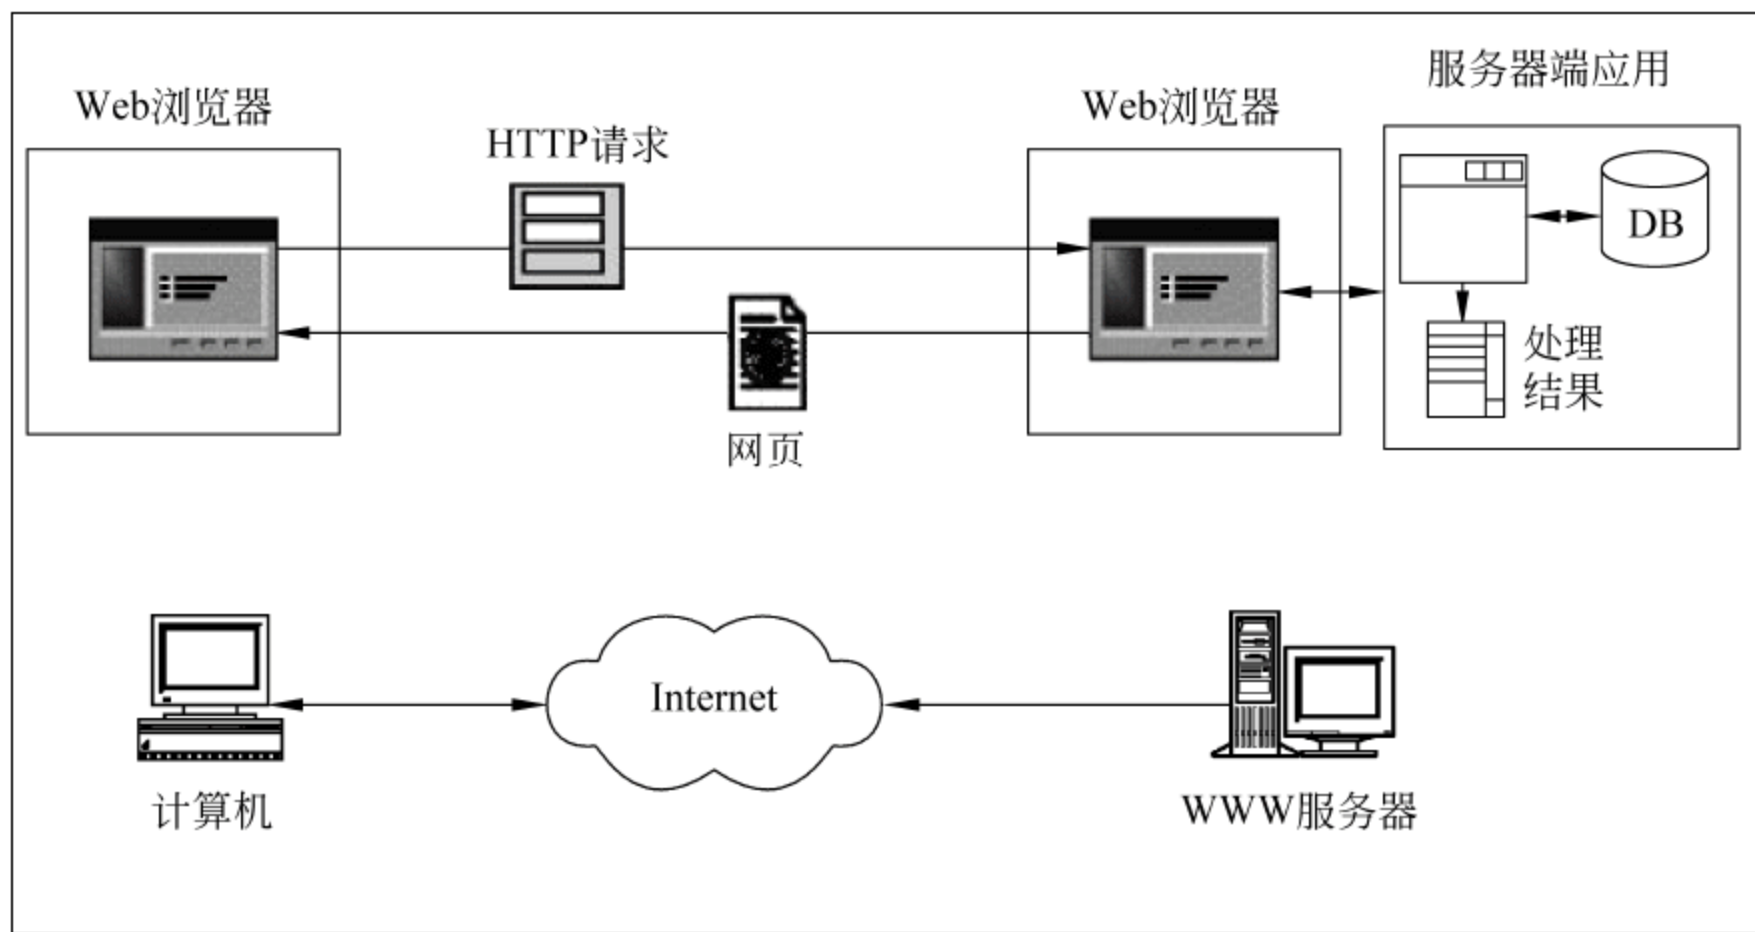 Web浏览器
HTTP请求
Web浏览器
服务器端应用
DB
处理
结果
网页
Internet
计算机
WWW服务器